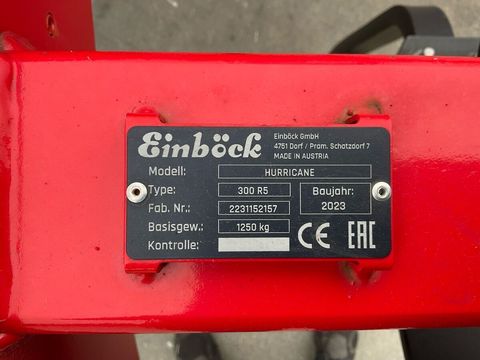 Einböck
Einböck GmbH
4751 Dorf / Pram, Schatzdorf 7
MADE IN AUSTRIA
Modell: HURRICANE
Type: 300 R5 Baujahr:
2023
Fab. Nr.: 2231152157
Basisgew.: 1250 kg
Kontrolle:
CE EAC